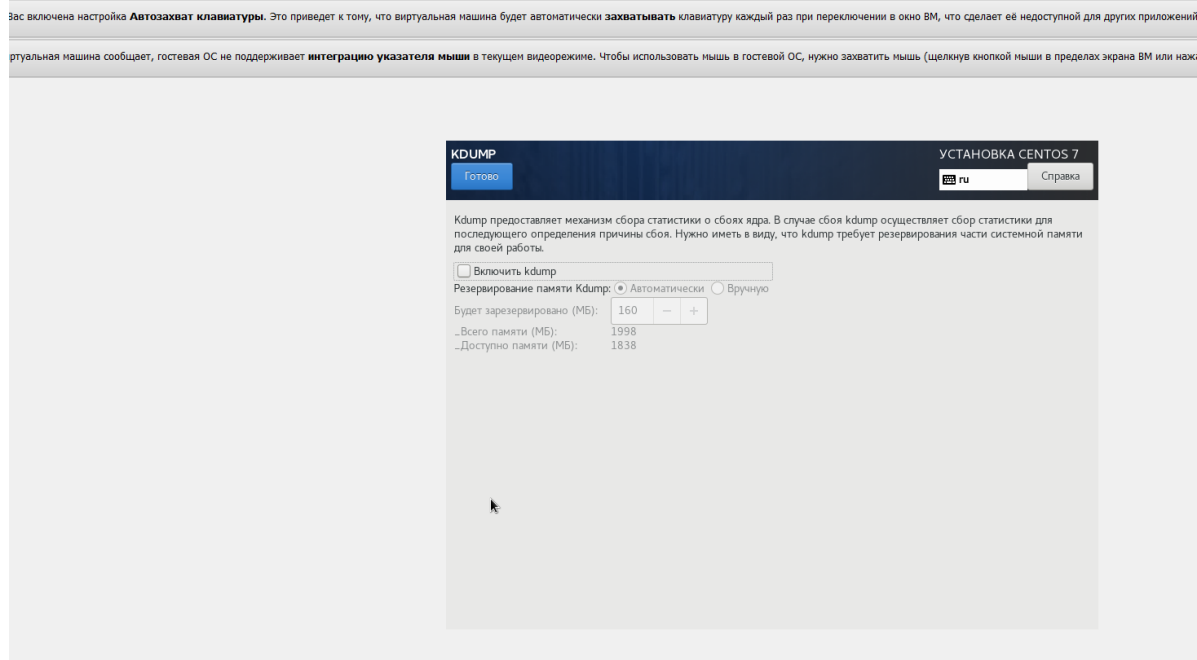 Вас включена настройка Автозахват клавиатуры. Это приведет к тому, что виртуальная машина будет автоматически захватывать клавиатуру каждый раз при переключении в окно ВМ, что сделает её недоступной для других приложений
ртуальная машина сообщает, гостевая ОС не поддерживает интеграцию указателя мыши в текущем видеорежиме. Чтобы использовать мышь в гостевой ОС, нужно захватить мышь (щелкнув кнопкой мыши в пределах экрана ВМ или нажа
KDUMP
УСТАНОВКА CENTOS 7
Готово
ru
Справка
Kdump предоставляет механизм сбора статистики о сбоях ядра. В случае сбоя kdump осуществляет сбор статистики для
последующего определения причины сбоя. Нужно иметь в виду, что kdump требует резервирования части системной памяти
для своей работы.
Включить kdump
Резервирование памяти Kdump: Автоматически Вручную
Будет зарезервировано (МБ): 160 − +
_Всего памяти (МБ): 1998
_Доступно памяти (МБ): 1838